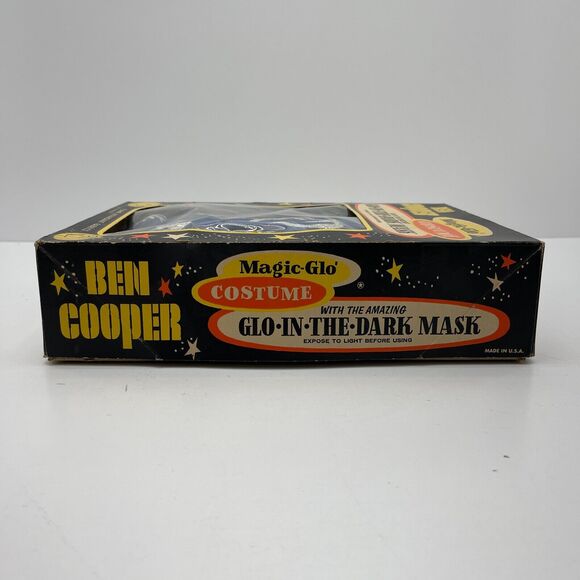 BEN
COOPER
Magic-Glo'
COSTUME
®
WITH THE AMAZING
GLO·IN·THE·DARK MASK
EXPOSE TO LIGHT BEFORE USING
MADE IN U.S.A.